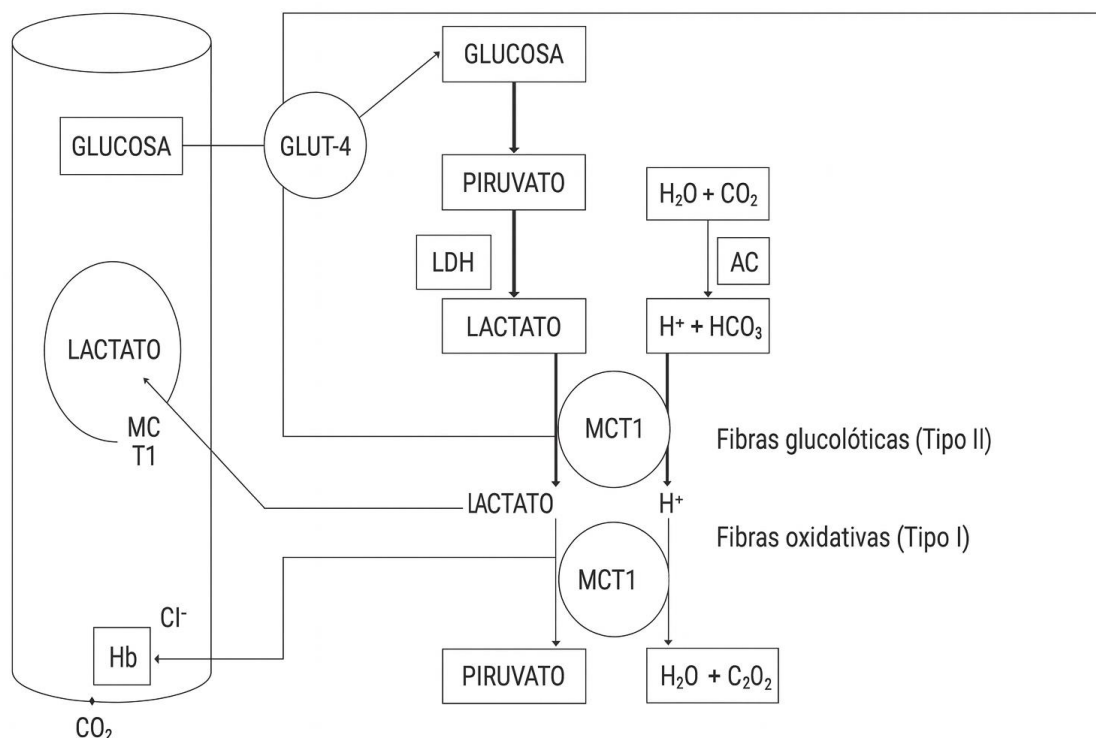 GLUCOSA
GLUCOSA
GLUT-4
PIRUVATO
H₂O + CO₂
LDH
AC
LACTATO
H⁺ + HCO₃
LACTATO
MC
T1
MCT1
Fibras glucolóticas (Tipo II)
LACTATO
H⁺
Fibras oxidativas (Tipo I)
MCT1
Cl⁻
Hb
PIRUVATO
H₂O + C₂O₂
CO₂